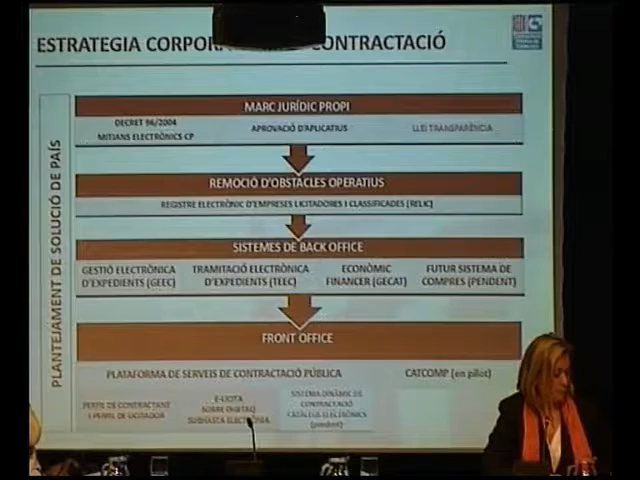 ESTRATEGIA CONTRACTACIÓ
PLANTEJAMENT DE SOLUCIÓ DE PAÍS
MARC JURÍDIC PROPI
DECRET 96/2004
MITJANS ELECTRÒNICS CP
APROVACIÓ D'APLICATIUS
LLEI TRANSPARÈNCIA
REMOCIÓ D'OBSTACLES OPERATIUS
REGISTRE ELECTRÒNIC D'EMPRESES LICITADORES I CLASSIFICADES (RELIC)
SISTEMES DE BACK OFFICE
GESTIÓ ELECTRÒNICA
D'EXPEDIENTS (GEEC)
TRAMITACIÓ ELECTRÒNICA
D'EXPEDIENTS (TEEC)
ECONÒMIC
FINANCER (GECAT)
FUTUR SISTEMA DE
COMPRES (PENDENT)
FRONT OFFICE
PLATAFORMA DE SERVEIS DE CONTRACTACIÓ PÚBLICA
CATCOMP (en pilot)
PERFIL DE CONTRACTANT
I PERFIL DE LICITADOR
E-LICITA
SOBRE DIGITAL
SUBHASTA ELECTRÒNICA
SISTEMA DINÀMIC DE
CONTRACTACIÓ
CATÀLEGS ELECTRÒNICS
(pendent)